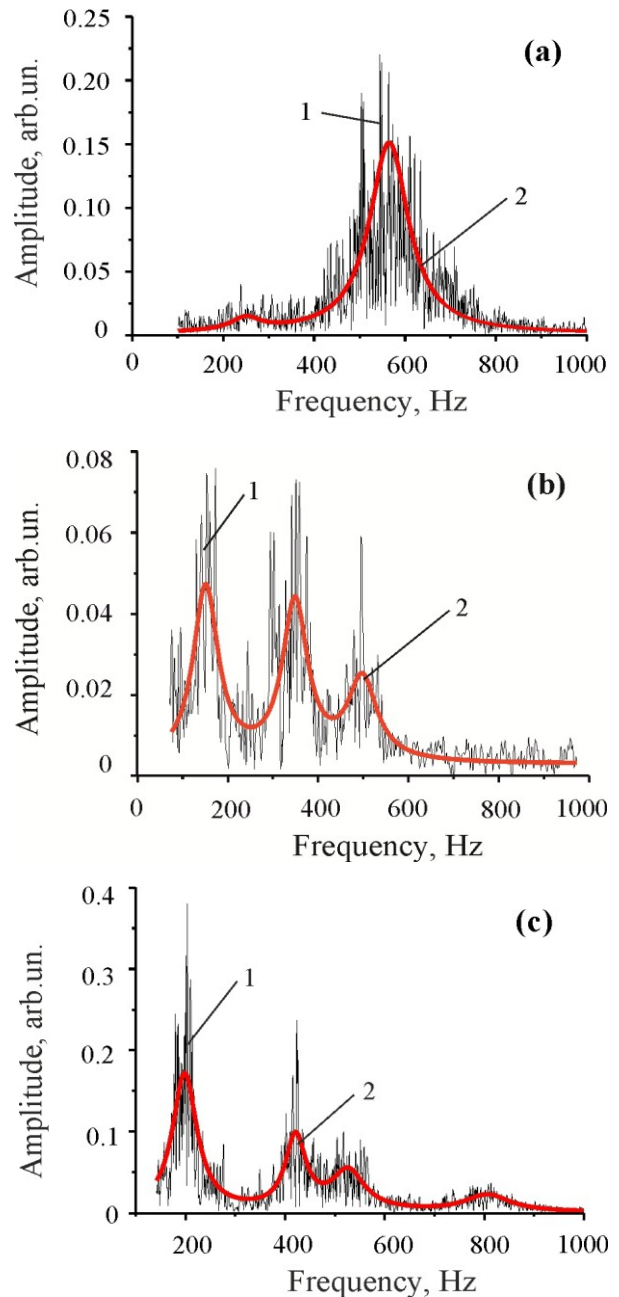 0.25
(a)
0.20
1
0.15
2
0.10
0.05
0
Amplitude, arb.un.
0 200 400 600 800 1000
Frequency, Hz
0.08
(b)
1
0.06
0.04
2
0.02
0
Amplitude, arb.un.
0 200 400 600 800 1000
Frequency, Hz
0.4
(c)
0.3
1
0.2
2
0.1
0
Amplitude, arb.un.
200 400 600 800 1000
Frequency, Hz